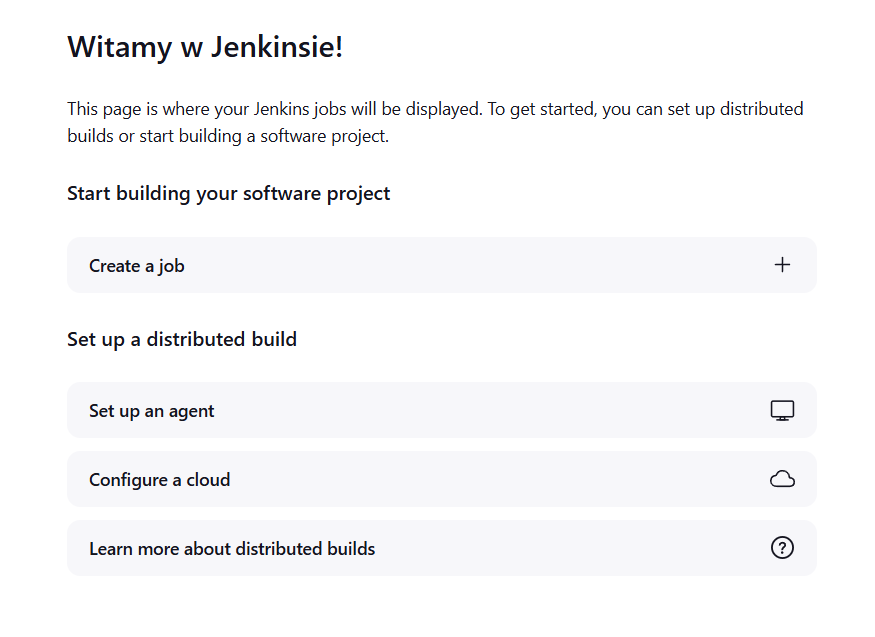 Witamy w Jenkinsie!
This page is where your Jenkins jobs will be displayed. To get started, you can set up distributed
builds or start building a software project.
Start building your software project
Create a job
Set up a distributed build
Set up an agent
Configure a cloud
Learn more about distributed builds